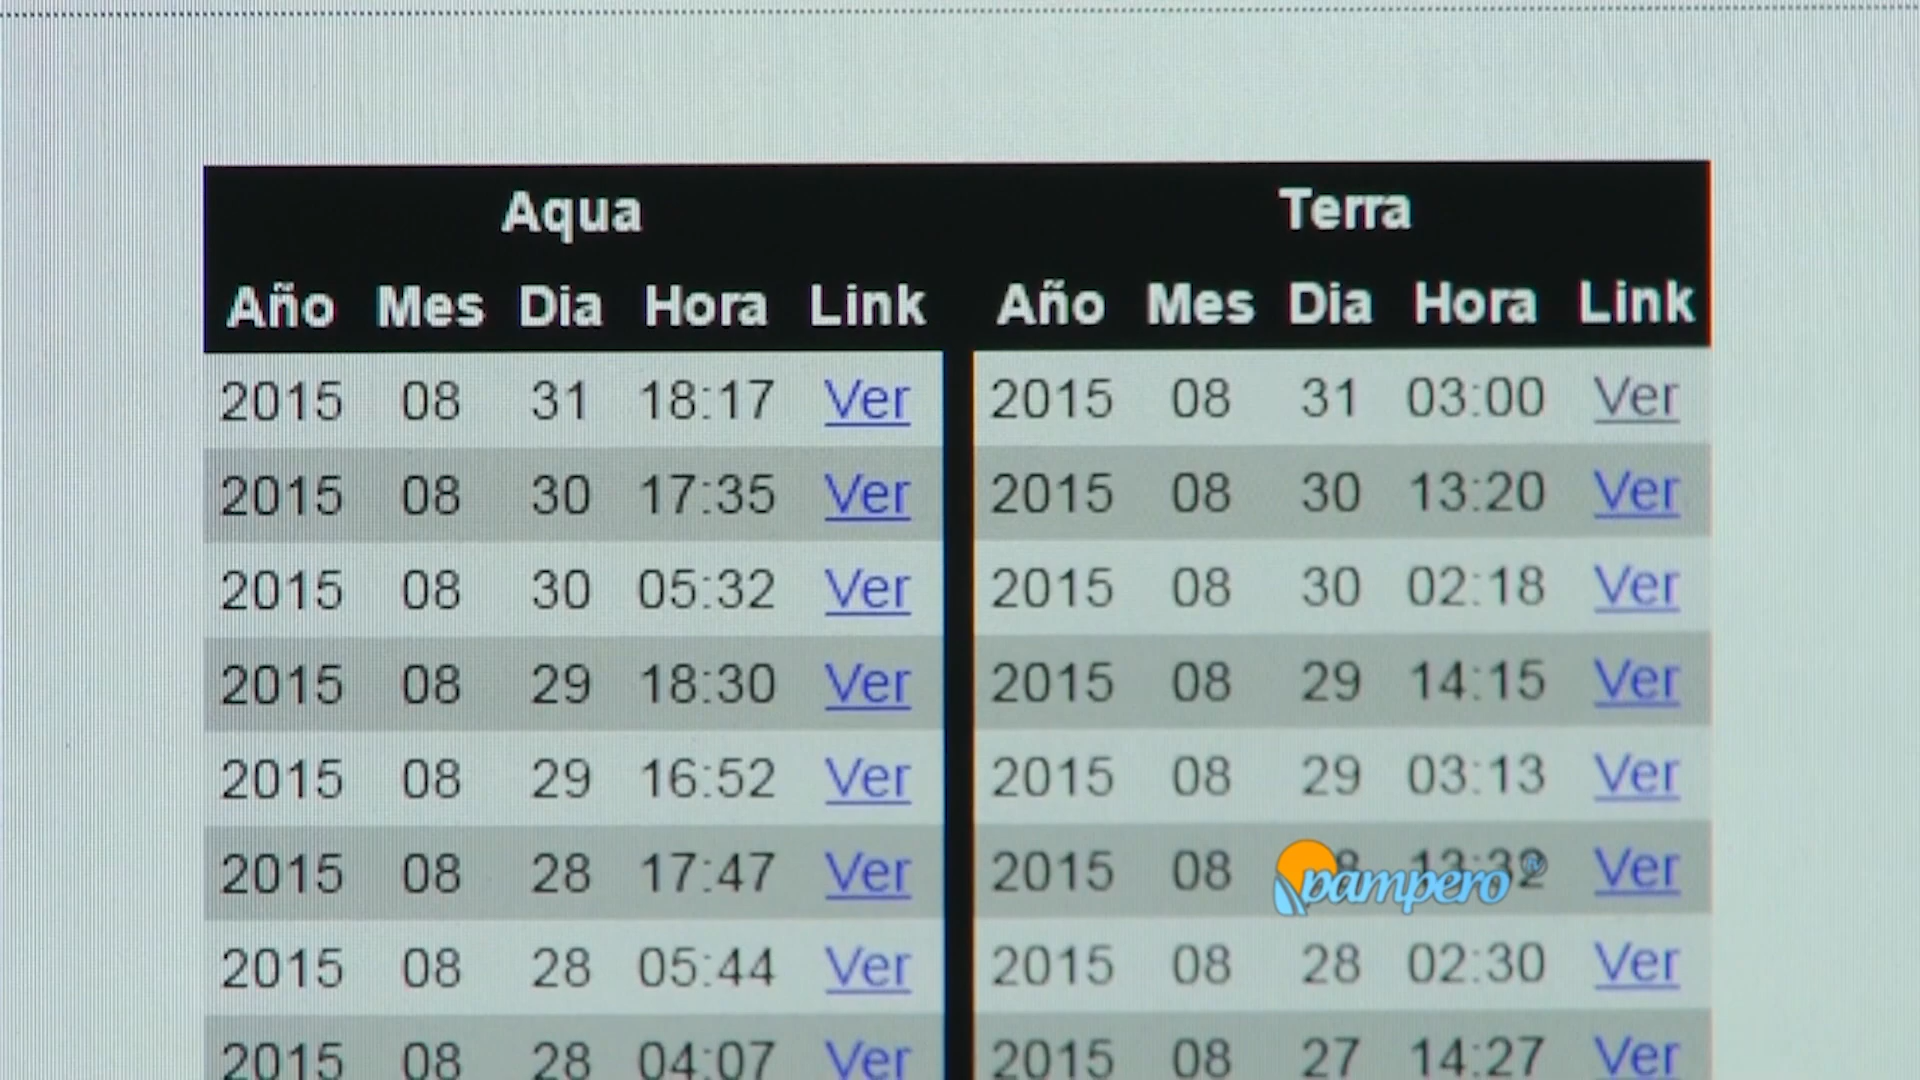 Aqua Terra
Año Mes Dia Hora Link Año Mes Dia Hora Link
2015 08 31 18:17 Ver 2015 08 31 03:00 Ver
2015 08 30 17:35 Ver 2015 08 30 13:20 Ver
2015 08 30 05:32 Ver 2015 08 30 02:18 Ver
2015 08 29 18:30 Ver 2015 08 29 14:15 Ver
2015 08 29 16:52 Ver 2015 08 29 03:13 Ver
2015 08 28 17:47 Ver 2015 08 Ver
pampero
2015 08 28 05:44 Ver 2015 08 28 02:30 Ver
2015 08 28 04:07 Ver 2015 08 27 14:27 Ver